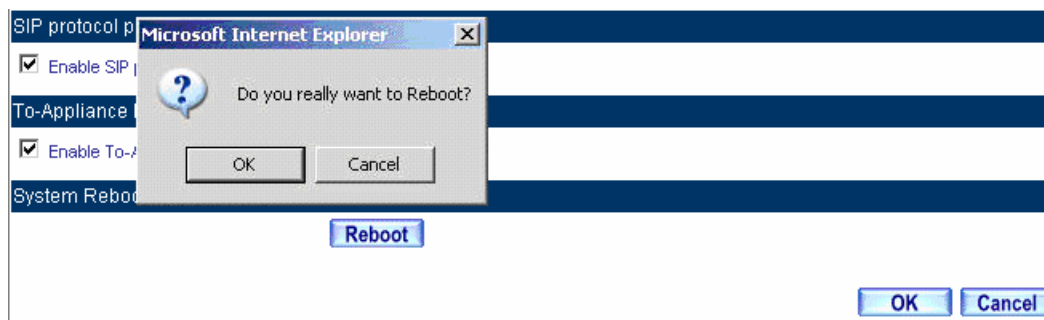 SIP protocol p
Microsoft Internet Explorer
Enable SIP
Do you really want to Reboot?
To-Appliance
Enable To-
OK Cancel
System Reboo
Reboot
OK Cancel